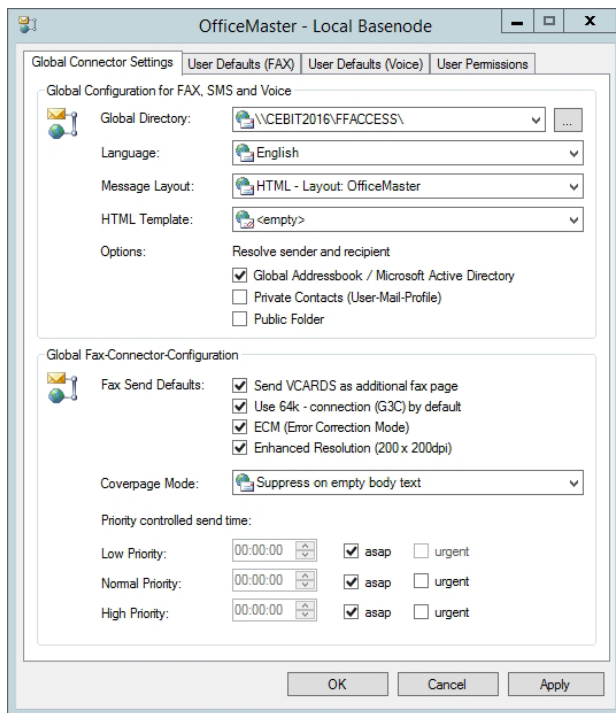 OfficeMaster - Local Basenode
Global Connector Settings User Defaults (FAX) User Defaults (Voice) User Permissions
Global Configuration for FAX, SMS and Voice
Global Directory: \\CEBIT2016\FFACCESS\ ...
Language: English
Message Layout: HTML - Layout: OfficeMaster
HTML Template: <empty>
Options: Resolve sender and recipient
Global Addressbook / Microsoft Active Directory
Private Contacts (User-Mail-Profile)
Public Folder
Global Fax-Connector-Configuration
Fax Send Defaults: Send VCARDS as additional fax page
Use 64k - connection (G3C) by default
ECM (Error Correction Mode)
Enhanced Resolution (200 x 200dpi)
Coverpage Mode: Suppress on empty body text
Priority controlled send time:
Low Priority: 00:00:00 asap urgent
Normal Priority: 00:00:00 asap urgent
High Priority: 00:00:00 asap urgent
OK Cancel Apply